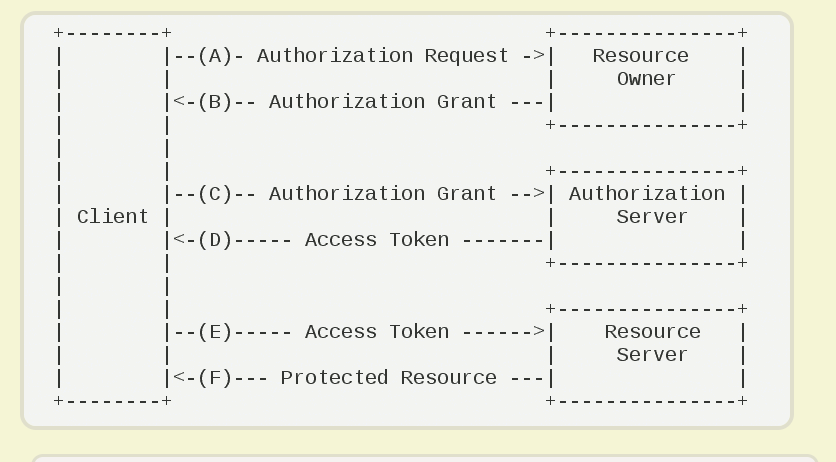 +--------+                               +---------------+
|        |--(A)- Authorization Request ->|   Resource    |
|        |                               |     Owner     |
|        |<-(B)-- Authorization Grant ---|               |
|        |                               +---------------+
|        |
|        |                               +---------------+
|        |--(C)-- Authorization Grant -->| Authorization |
| Client |                               |     Server    |
|        |<-(D)----- Access Token -------|               |
|        |                               +---------------+
|        |
|        |                               +---------------+
|        |--(E)----- Access Token ------>|    Resource   |
|        |                               |     Server    |
|        |<-(F)--- Protected Resource ---|               |
+--------+                               +---------------+